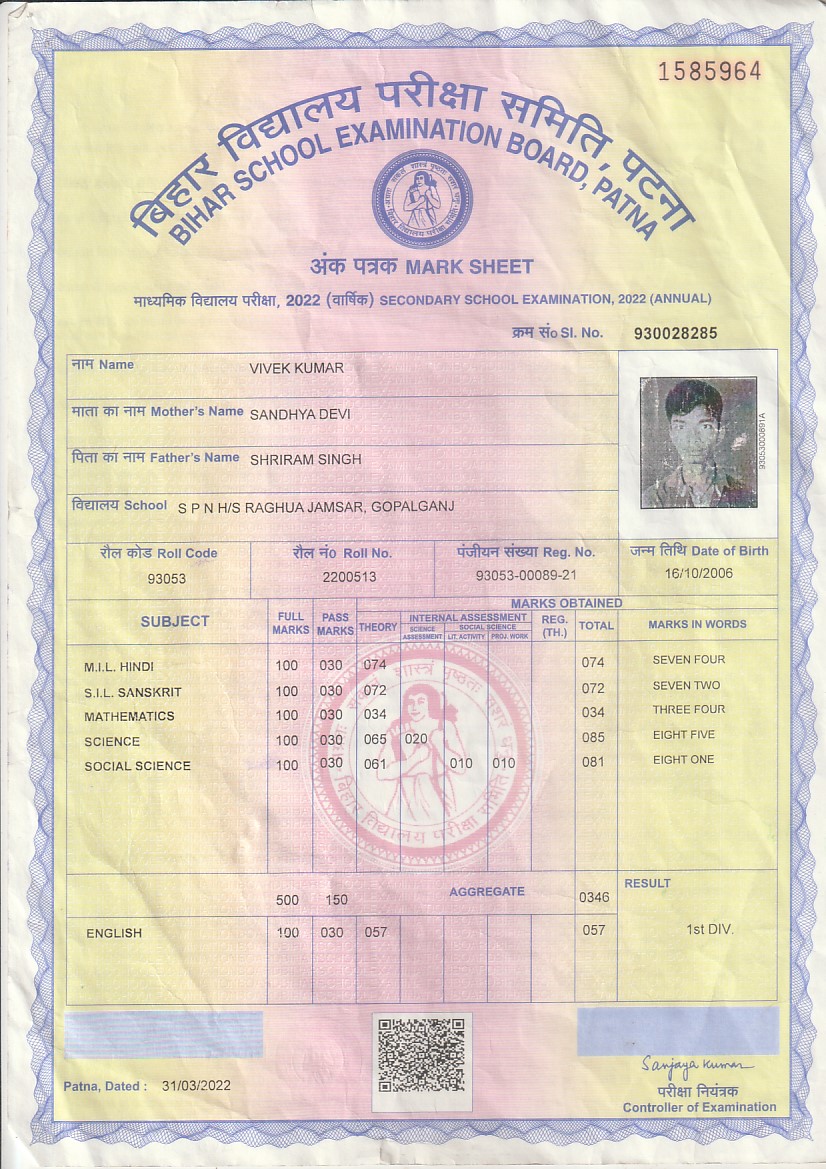 1585964
बिहार विद्यालय परीक्षा समिति, पटना
BIHAR SCHOOL EXAMINATION BOARD, PATNA
अंक पत्रक MARK SHEET
माध्यमिक विद्यालय परीक्षा, 2022 (वार्षिक) SECONDARY SCHOOL EXAMINATION, 2022 (ANNUAL)
क्रम सं० Sl. No. 930028285
नाम Name VIVEK KUMAR
माता का नाम Mother's Name SANDHYA DEVI
पिता का नाम Father's Name SHRIRAM SINGH
विद्यालय School S P N H/S RAGHUA JAMSAR, GOPALGANJ
93053000891A
रौल कोड Roll Code रौल नं० Roll No. पंजीयन संख्या Reg. No. जन्म तिथि Date of Birth
93053 2200513 93053-00089-21 16/10/2006
MARKS OBTAINED
SUBJECT FULL MARKS PASS MARKS THEORY INTERNAL ASSESSMENT REG. (TH.) TOTAL MARKS IN WORDS
SCIENCE ASSESSMENT SOCIAL SCIENCE
LIT. ACTIVITY PROJ. WORK
M.I.L. HINDI 100 030 074 074 SEVEN FOUR
S.I.L. SANSKRIT 100 030 072 072 SEVEN TWO
MATHEMATICS 100 030 034 034 THREE FOUR
SCIENCE 100 030 065 020 085 EIGHT FIVE
SOCIAL SCIENCE 100 030 061 010 010 081 EIGHT ONE
बिहार विद्यालय परीक्षा समिति
500 150 AGGREGATE 0346 RESULT
ENGLISH 100 030 057 057 1st DIV.
Patna, Dated : 31/03/2022
Sanjaya Kumar
परीक्षा नियंत्रक
Controller of Examination